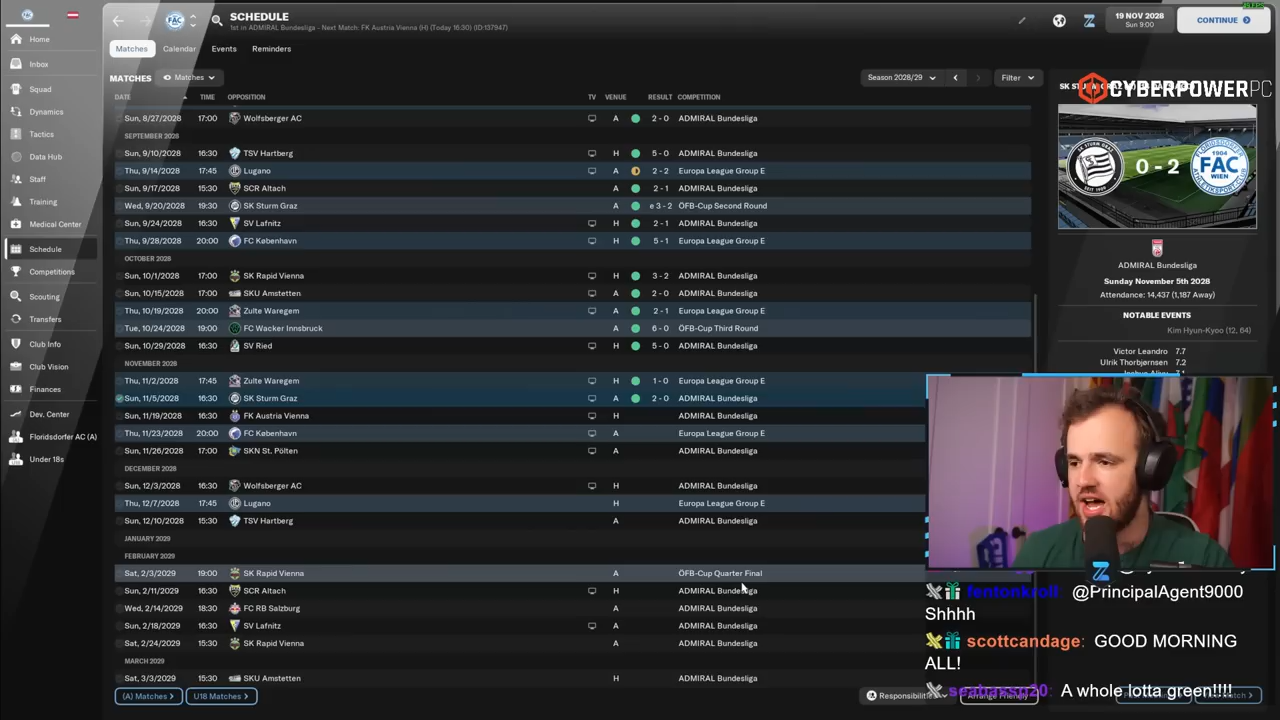 SCHEDULE
1st in ADMIRAL Bundesliga - Next Match: FK Austria Vienna (H) (Today 16:30) (ID:137947)
19 NOV 2028
Sun 9:00
CONTINUE
Home
Inbox
Squad
Dynamics
Tactics
Data Hub
Staff
Training
Medical Center
Schedule
Competitions
Scouting
Transfers
Club Info
Club Vision
Finances
Dev. Center
Floridsdorfer AC (A)
Under 18s
Matches Calendar Events Reminders
MATCHES Matches Season 2028/29 Filter
DATE TIME OPPOSITION TV VENUE RESULT COMPETITION
Sun, 8/27/2028 17:00 Wolfsberger AC A 2 - 0 ADMIRAL Bundesliga
SEPTEMBER 2028
Sun, 9/10/2028 16:30 TSV Hartberg H 5 - 0 ADMIRAL Bundesliga
Thu, 9/14/2028 17:45 Lugano A 2 - 2 Europa League Group E
Sun, 9/17/2028 15:30 SCR Altach A 2 - 1 ADMIRAL Bundesliga
Wed, 9/20/2028 19:30 SK Sturm Graz A e 3 - 2 ÖFB-Cup Second Round
Sun, 9/24/2028 16:30 SV Lafnitz H 2 - 1 ADMIRAL Bundesliga
Thu, 9/28/2028 20:00 FC København H 5 - 1 Europa League Group E
OCTOBER 2028
Sun, 10/1/2028 17:00 SK Rapid Vienna H 3 - 2 ADMIRAL Bundesliga
Sun, 10/15/2028 17:00 SKU Amstetten A 2 - 0 ADMIRAL Bundesliga
Thu, 10/19/2028 20:00 Zulte Waregem A 2 - 1 Europa League Group E
Tue, 10/24/2028 19:00 FC Wacker Innsbruck A 6 - 0 ÖFB-Cup Third Round
Sun, 10/29/2028 16:30 SV Ried H 5 - 0 ADMIRAL Bundesliga
NOVEMBER 2028
Thu, 11/2/2028 17:45 Zulte Waregem H 1 - 0 Europa League Group E
Sun, 11/5/2028 16:30 SK Sturm Graz A 2 - 0 ADMIRAL Bundesliga
Sun, 11/19/2028 16:30 FK Austria Vienna H ADMIRAL Bundesliga
Thu, 11/23/2028 20:00 FC København A Europa League Group E
Sun, 11/26/2028 17:00 SKN St. Pölten A ADMIRAL Bundesliga
DECEMBER 2028
Sun, 12/3/2028 16:30 Wolfsberger AC H ADMIRAL Bundesliga
Thu, 12/7/2028 17:45 Lugano H Europa League Group E
Sun, 12/10/2028 15:30 TSV Hartberg A ADMIRAL Bundesliga
JANUARY 2029
FEBRUARY 2029
Sat, 2/3/2029 19:00 SK Rapid Vienna A ÖFB-Cup Quarter Final
Sun, 2/11/2029 16:30 SCR Altach H ADMIRAL Bundesliga
Wed, 2/14/2029 18:30 FC RB Salzburg A ADMIRAL Bundesliga
Sun, 2/18/2029 16:30 SV Lafnitz A ADMIRAL Bundesliga
Sat, 2/24/2029 15:30 SK Rapid Vienna A ADMIRAL Bundesliga
MARCH 2029
Sat, 3/3/2029 15:30 SKU Amstetten H ADMIRAL Bundesliga
(A) Matches U18 Matches
Arrange Friendly
CYBERPOWERPC
SK STURM
0 - 2
FAC
WIEN
ADMIRAL Bundesliga
Sunday November 5th 2028
Attendance: 14,437 (1,187 Away)
NOTABLE EVENTS
Kim Hyun-Kyoo (12, 64)
Victor Leandro 7.7
Ulrik Thorbjørnsen 7.2
fentonkroll: @PrincipalAgent9000
Shhhh
scottcandage: GOOD MORNING
ALL!
A whole lotta green!!!!